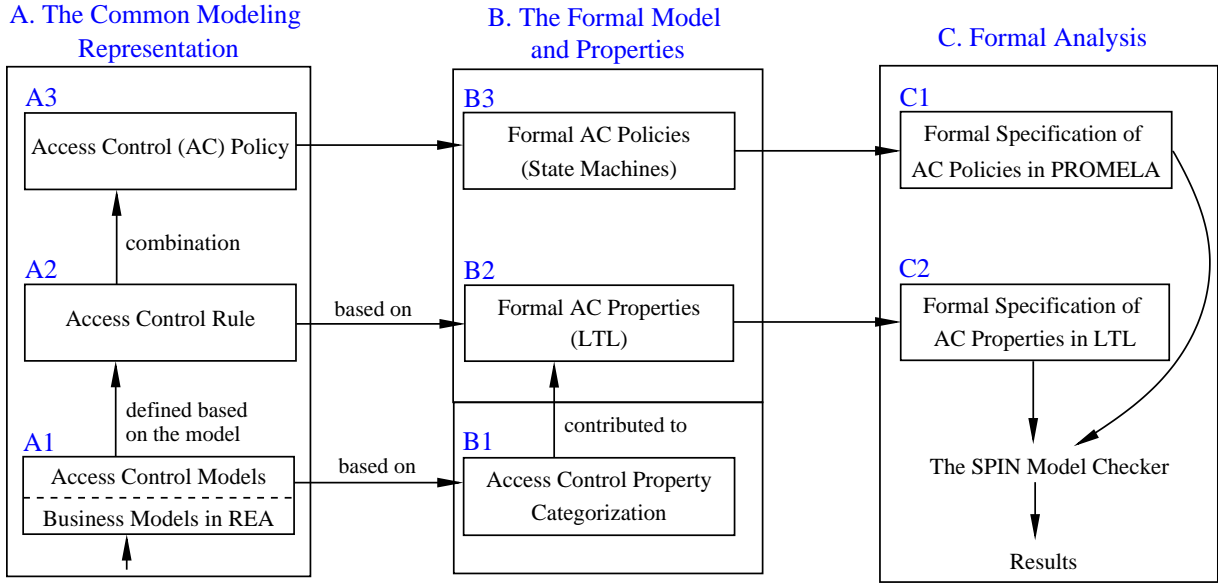 A. The Common Modeling
Representation
A3
Access Control (AC) Policy
combination
A2
Access Control Rule
defined based
on the model
A1
Access Control Models
Business Models in REA
based on
based on
B. The Formal Model
and Properties
B3
Formal AC Policies
(State Machines)
B2
Formal AC Properties
(LTL)
contributed to
B1
Access Control Property
Categorization
C. Formal Analysis
C1
Formal Specification of
AC Policies in PROMELA
C2
Formal Specification of
AC Properties in LTL
The SPIN Model Checker
Results